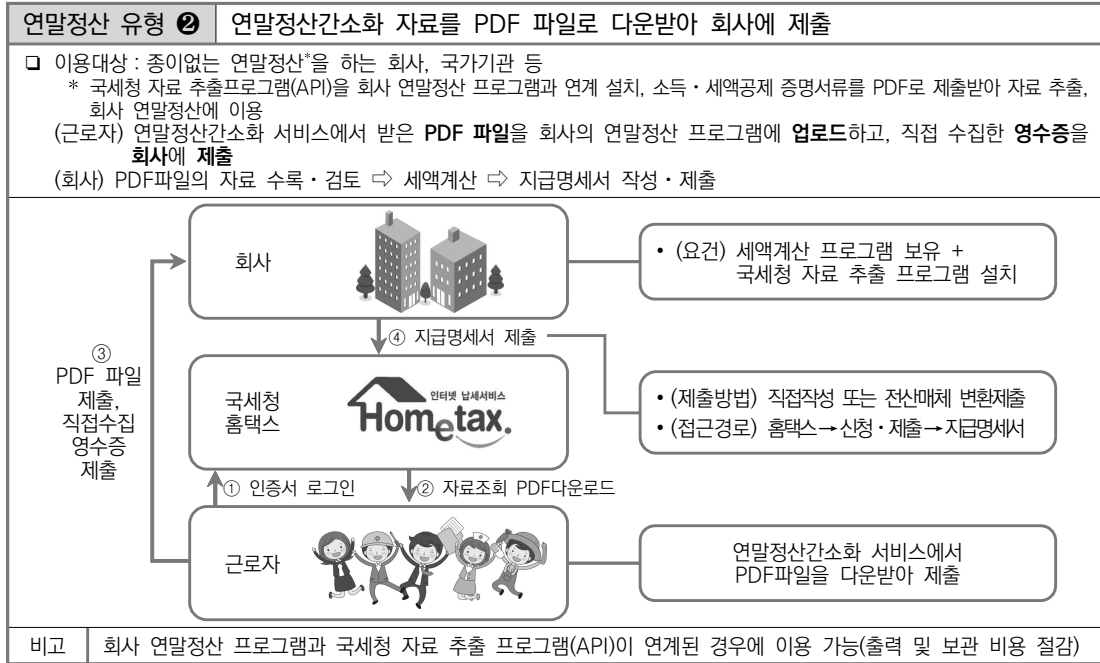 연말정산 유형 ❷ 연말정산간소화 자료를 PDF 파일로 다운받아 회사에 제출
❑ 이용대상 : 종이없는 연말정산*을 하는 회사, 국가기관 등
* 국세청 자료 추출프로그램(API)을 회사 연말정산 프로그램과 연계 설치, 소득・세액공제 증명서류를 PDF로 제출받아 자료 추출,
회사 연말정산에 이용
(근로자) 연말정산간소화 서비스에서 받은 PDF 파일을 회사의 연말정산 프로그램에 업로드하고, 직접 수집한 영수증을
회사에 제출
(회사) PDF파일의 자료 수록・검토 ⇨ 세액계산 ⇨ 지급명세서 작성・제출
회사
• (요건) 세액계산 프로그램 보유 +
국세청 자료 추출 프로그램 설치
④ 지급명세서 제출
③
PDF 파일
제출,
직접수집
영수증
제출
국세청
홈택스
인터넷 납세서비스
Hometax.
• (제출방법) 직접작성 또는 전산매체 변환제출
• (접근경로) 홈택스→신청・제출→지급명세서
① 인증서 로그인
② 자료조회 PDF다운로드
근로자
연말정산간소화 서비스에서
PDF파일을 다운받아 제출
비고 회사 연말정산 프로그램과 국세청 자료 추출 프로그램(API)이 연계된 경우에 이용 가능(출력 및 보관 비용 절감)